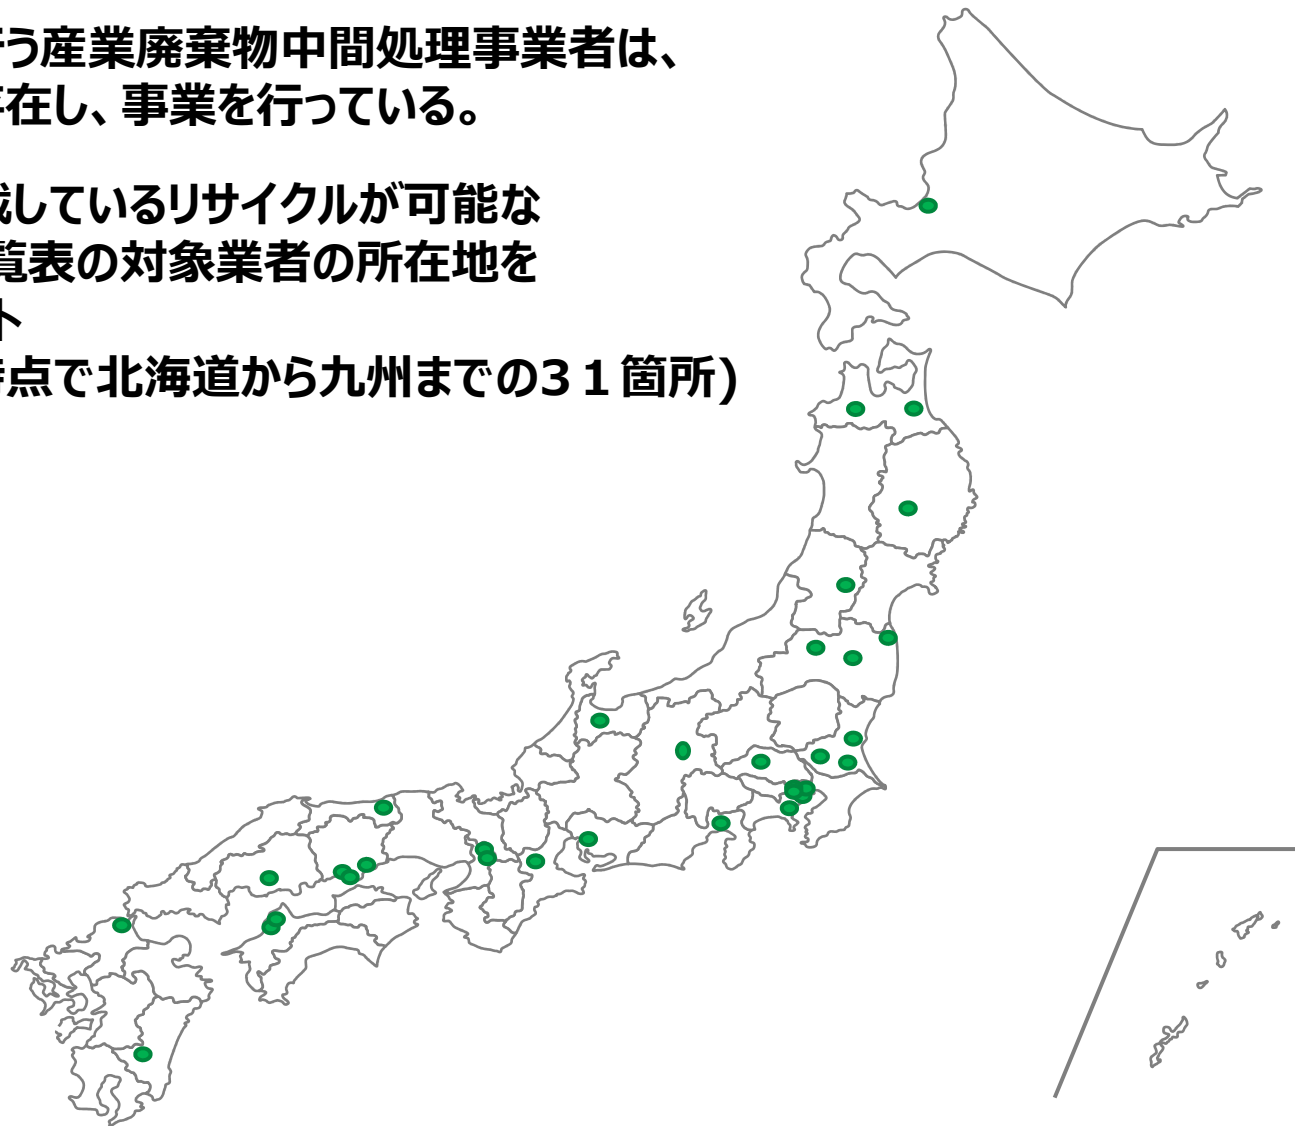 う産業廃棄物中間処理事業者は、
在し、事業を行っている。
しているリサイクルが可能な
覧表の対象業者の所在地を
ト
時点で北海道から九州までの31箇所)